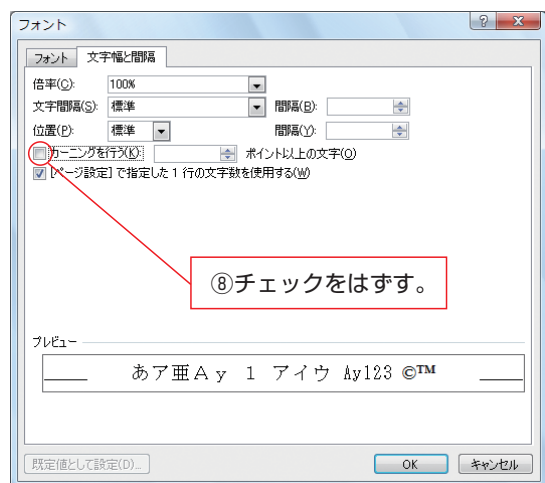 フォント
フォント 文字幅と間隔
倍率(C): 100%
文字間隔(S): 標準 間隔(B):
位置(P): 標準 間隔(Y):
カーニングを行う(K): ポイント以上の文字(O)
[ページ設定] で指定した 1 行の文字数を使用する(W)
⑧チェックをはずす。
プレビュー
あア亜Ay 1 アイウ Ay123 ©™
既定値として設定(D)... OK キャンセル